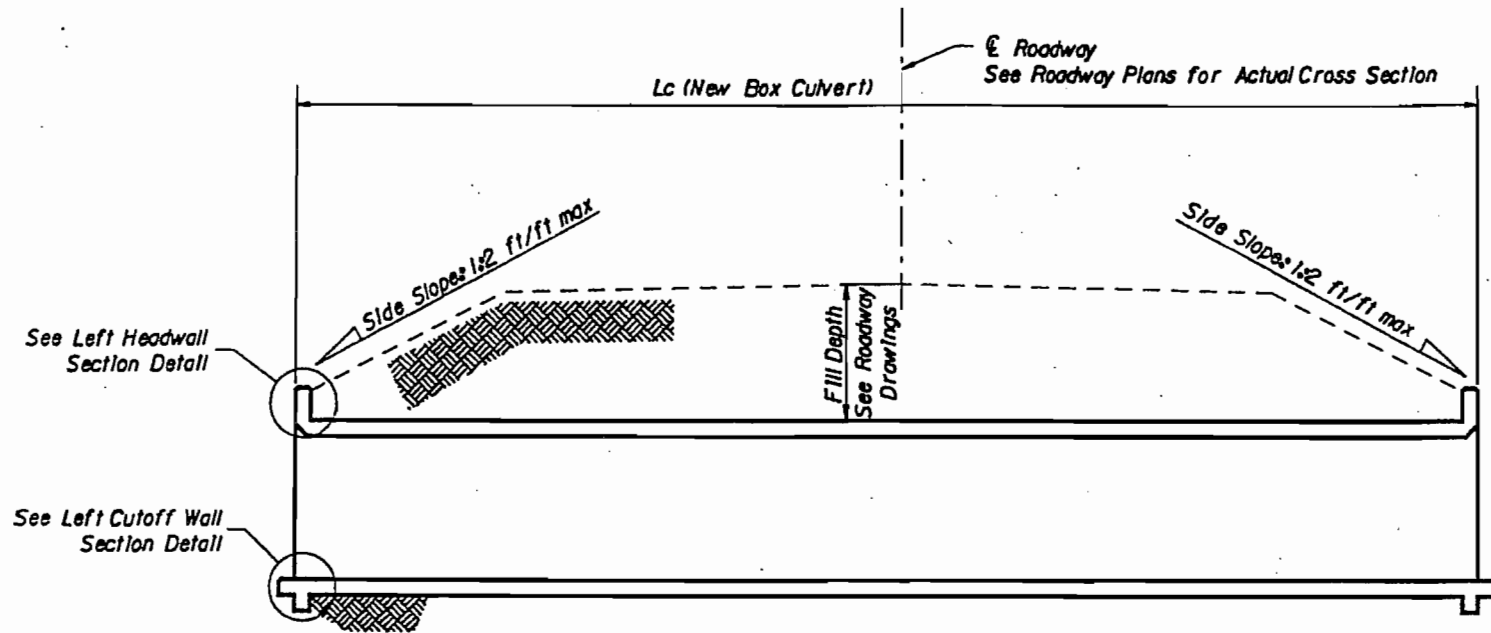 ℄ Roadway
See Roadway Plans for Actual Cross Section
Lc (New Box Culvert)
Side Slope: 1:2 ft/ft max
Side Slope: 1:2 ft/ft max
See Left Headwall
Section Detail
Fill Depth
See Roadway
Drawings
See Left Cutoff Wall
Section Detail